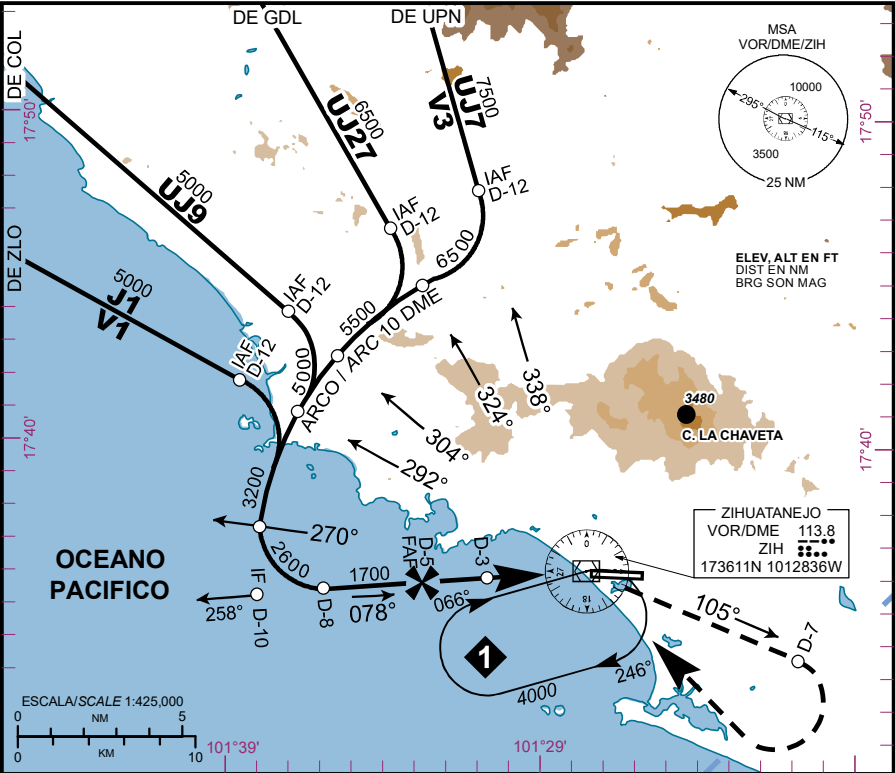 DE COL
DE GDL
DE UPN
DE ZLO
17°50'
17°50'
MSA
VOR/DME/ZIH
10000
295°
115°
3500
25 NM
ELEV, ALT EN FT
DIST EN NM
BRG SON MAG
7500
UJ7
V3
6500
UJ27
5000
UJ9
5000
J1
V1
IAF
D-12
IAF
D-12
IAF
D-12
IAF
D-12
6500
5500
5000
ARCO / ARC 10 DME
338°
324°
304°
292°
3480
C. LA CHAVETA
17°40'
17°40'
3200
270°
2600
OCEANO
PACIFICO
IF
D-10
258°
D-8
1700
078°
D-5
FAF
D-3
066°
1
4000
246°
0
27
18
ZIHUATANEJO
VOR/DME 113.8
ZIH
173611N 1012836W
105°
D-7
ESCALA/SCALE 1:425,000
0 NM 5
0 KM 10
101°39'
101°29'